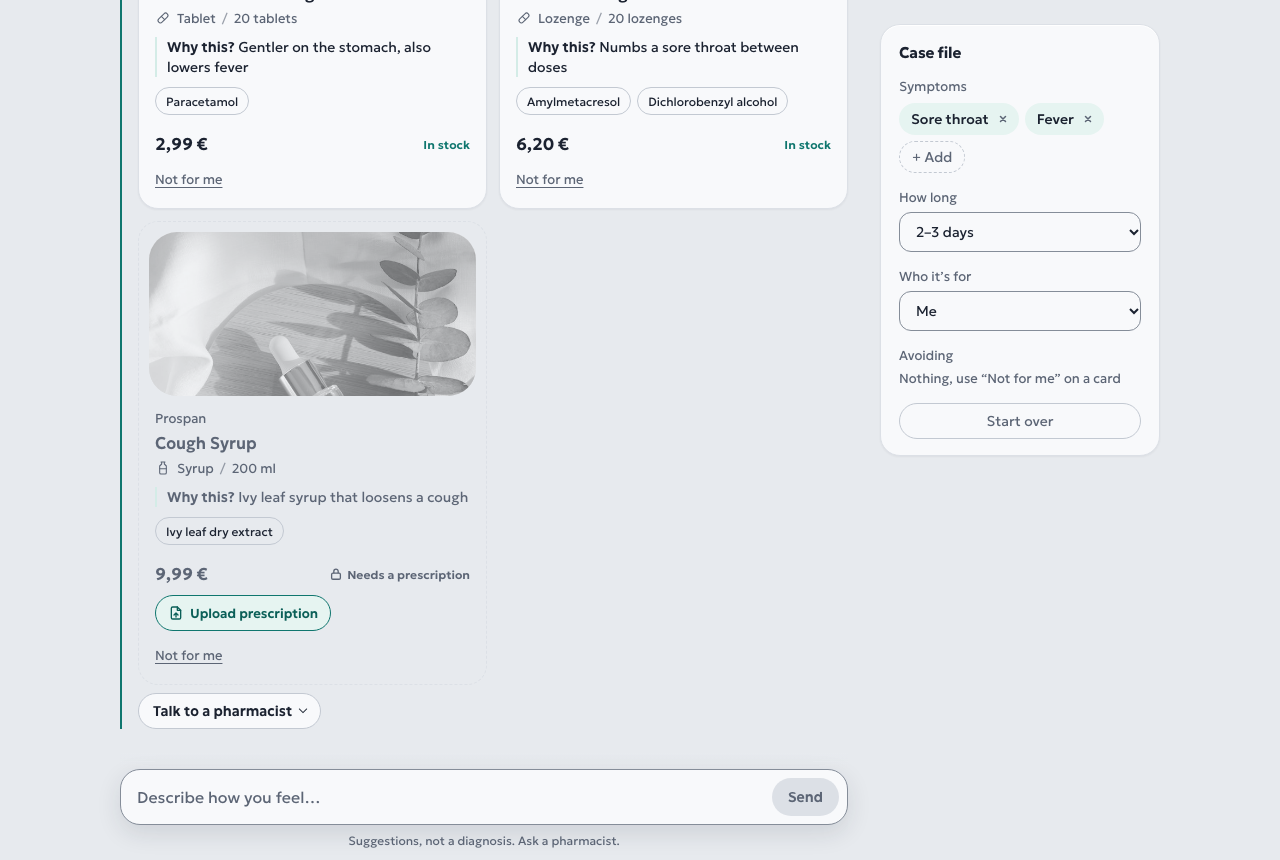 Tablet / 20 tablets
Why this? Gentler on the stomach, also
lowers fever
Paracetamol
2,99 €
In stock
Not for me
Lozenge / 20 lozenges
Why this? Numbs a sore throat between
doses
Amylmetacresol
Dichlorobenzyl alcohol
6,20 €
In stock
Not for me
Prospan
Cough Syrup
Syrup / 200 ml
Why this? Ivy leaf syrup that loosens a cough
Ivy leaf dry extract
9,99 €
Needs a prescription
Upload prescription
Not for me
Talk to a pharmacist
Describe how you feel…
Send
Suggestions, not a diagnosis. Ask a pharmacist.
Case file
Symptoms
Sore throat ×
Fever ×
+ Add
How long
2–3 days
Who it’s for
Me
Avoiding
Nothing, use “Not for me” on a card
Start over